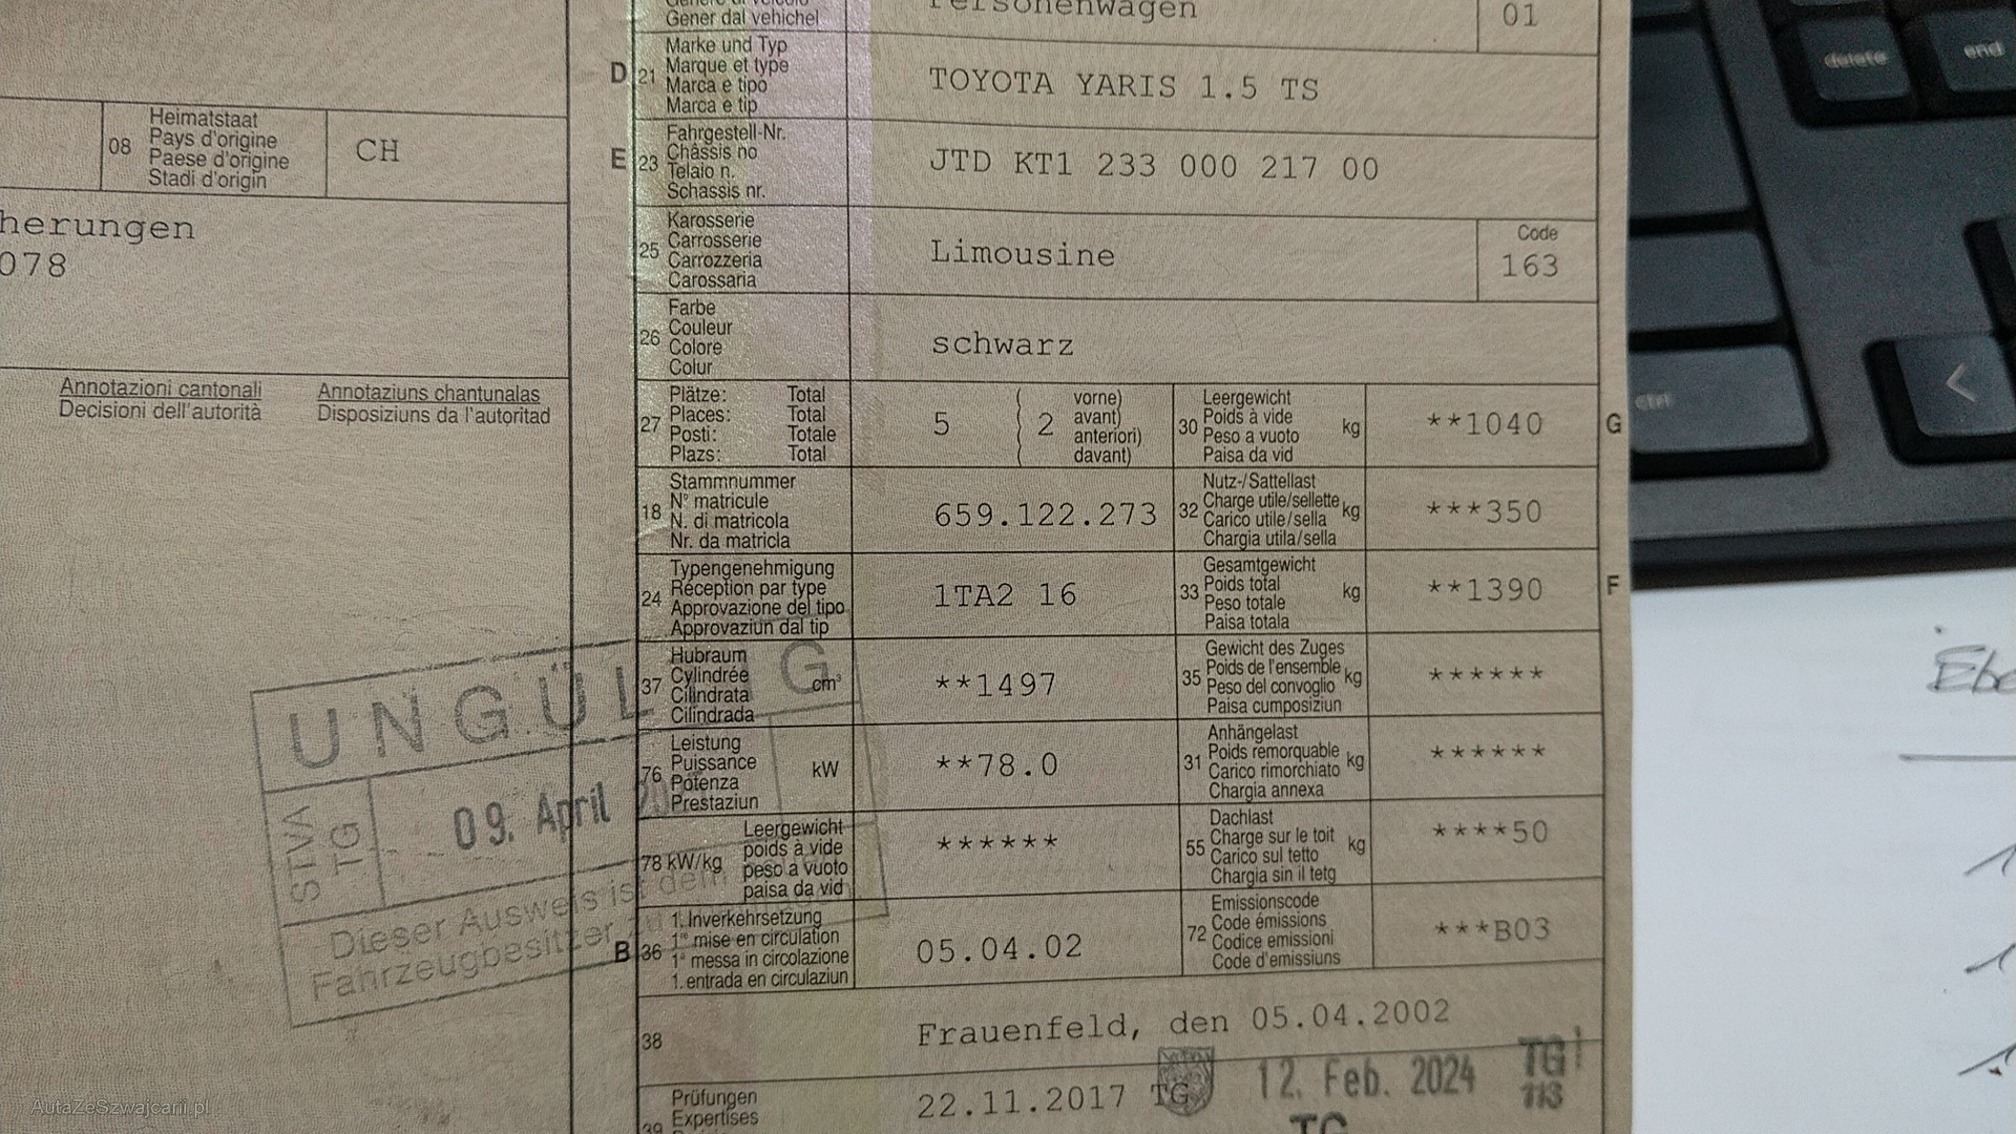 Gener dal vehichel
Personenwagen
01
D 21 Marke und Typ
Marque et type
Marca e tipo
Marca e tip
TOYOTA YARIS 1.5 TS
08 Heimatstaat
Pays d'origine
Paese d'origine
Stadi d'origin
CH
E 23 Fahrgestell-Nr.
Châssis no
Telaio n.
Schassis nr.
JTD KT1 233 000 217 00
herungen
078
25 Karosserie
Carrosserie
Carrozzeria
Carossaria
Limousine
Code
163
26 Farbe
Couleur
Colore
Colur
schwarz
Annotazioni cantonali
Decisioni dell'autorità
Annotaziuns chantunalas
Disposiziuns da l'autoritad
27 Plätze: Total
Places: Total
Posti: Totale
Plazs: Total
5 ( 2 vorne)
avant)
anteriori)
davant)
30 Leergewicht
Poids à vide
Peso a vuoto
Paisa da vid
kg
**1040 G
18 Stammnummer
N° matricule
N. di matricola
Nr. da matricla
659.122.273
32 Nutz-/Sattellast
Charge utile/sellette
Carico utile/sella
Chargia utila/sella
kg
***350
24 Typengenehmigung
Réception par type
Approvazione del tipo
Approvaziun dal tip
1TA2 16
33 Gesamtgewicht
Poids total
Peso totale
Paisa totala
kg
**1390 F
37 Hubraum
Cylindrée
Cilindrata
Cilindrada
cm³
**1497
35 Gewicht des Zuges
Poids de l'ensemble
Peso del convoglio
Paisa cumposiziun
kg
******
76 Leistung
Puissance
Potenza
Prestaziun
kW
**78.0
31 Anhängelast
Poids remorquable
Carico rimorchiato
Chargia annexa
kg
******
78 kW/kg Leergewicht
poids à vide
peso a vuoto
paisa da vid
******
55 Dachlast
Charge sur le toit
Carico sul tetto
Chargia sin il tetg
kg
****50
B 36 1. Inverkehrsetzung
1re mise en circulation
1a messa in circolazione
1. entrada en circulaziun
05.04.02
72 Emissionscode
Code émissions
Codice emissioni
Code d'emissiuns
***B03
UNGÜLTIG
STVA
TG
09. April
Dieser Ausweis ist dem
Fahrzeugbesitzer
38 Frauenfeld, den 05.04.2002
39 Prüfungen
Expertises
22.11.2017 TG
12. Feb. 2024
TG
113
TG
delete
end
ctrl
<
AutaZeSzwajcarii.pl